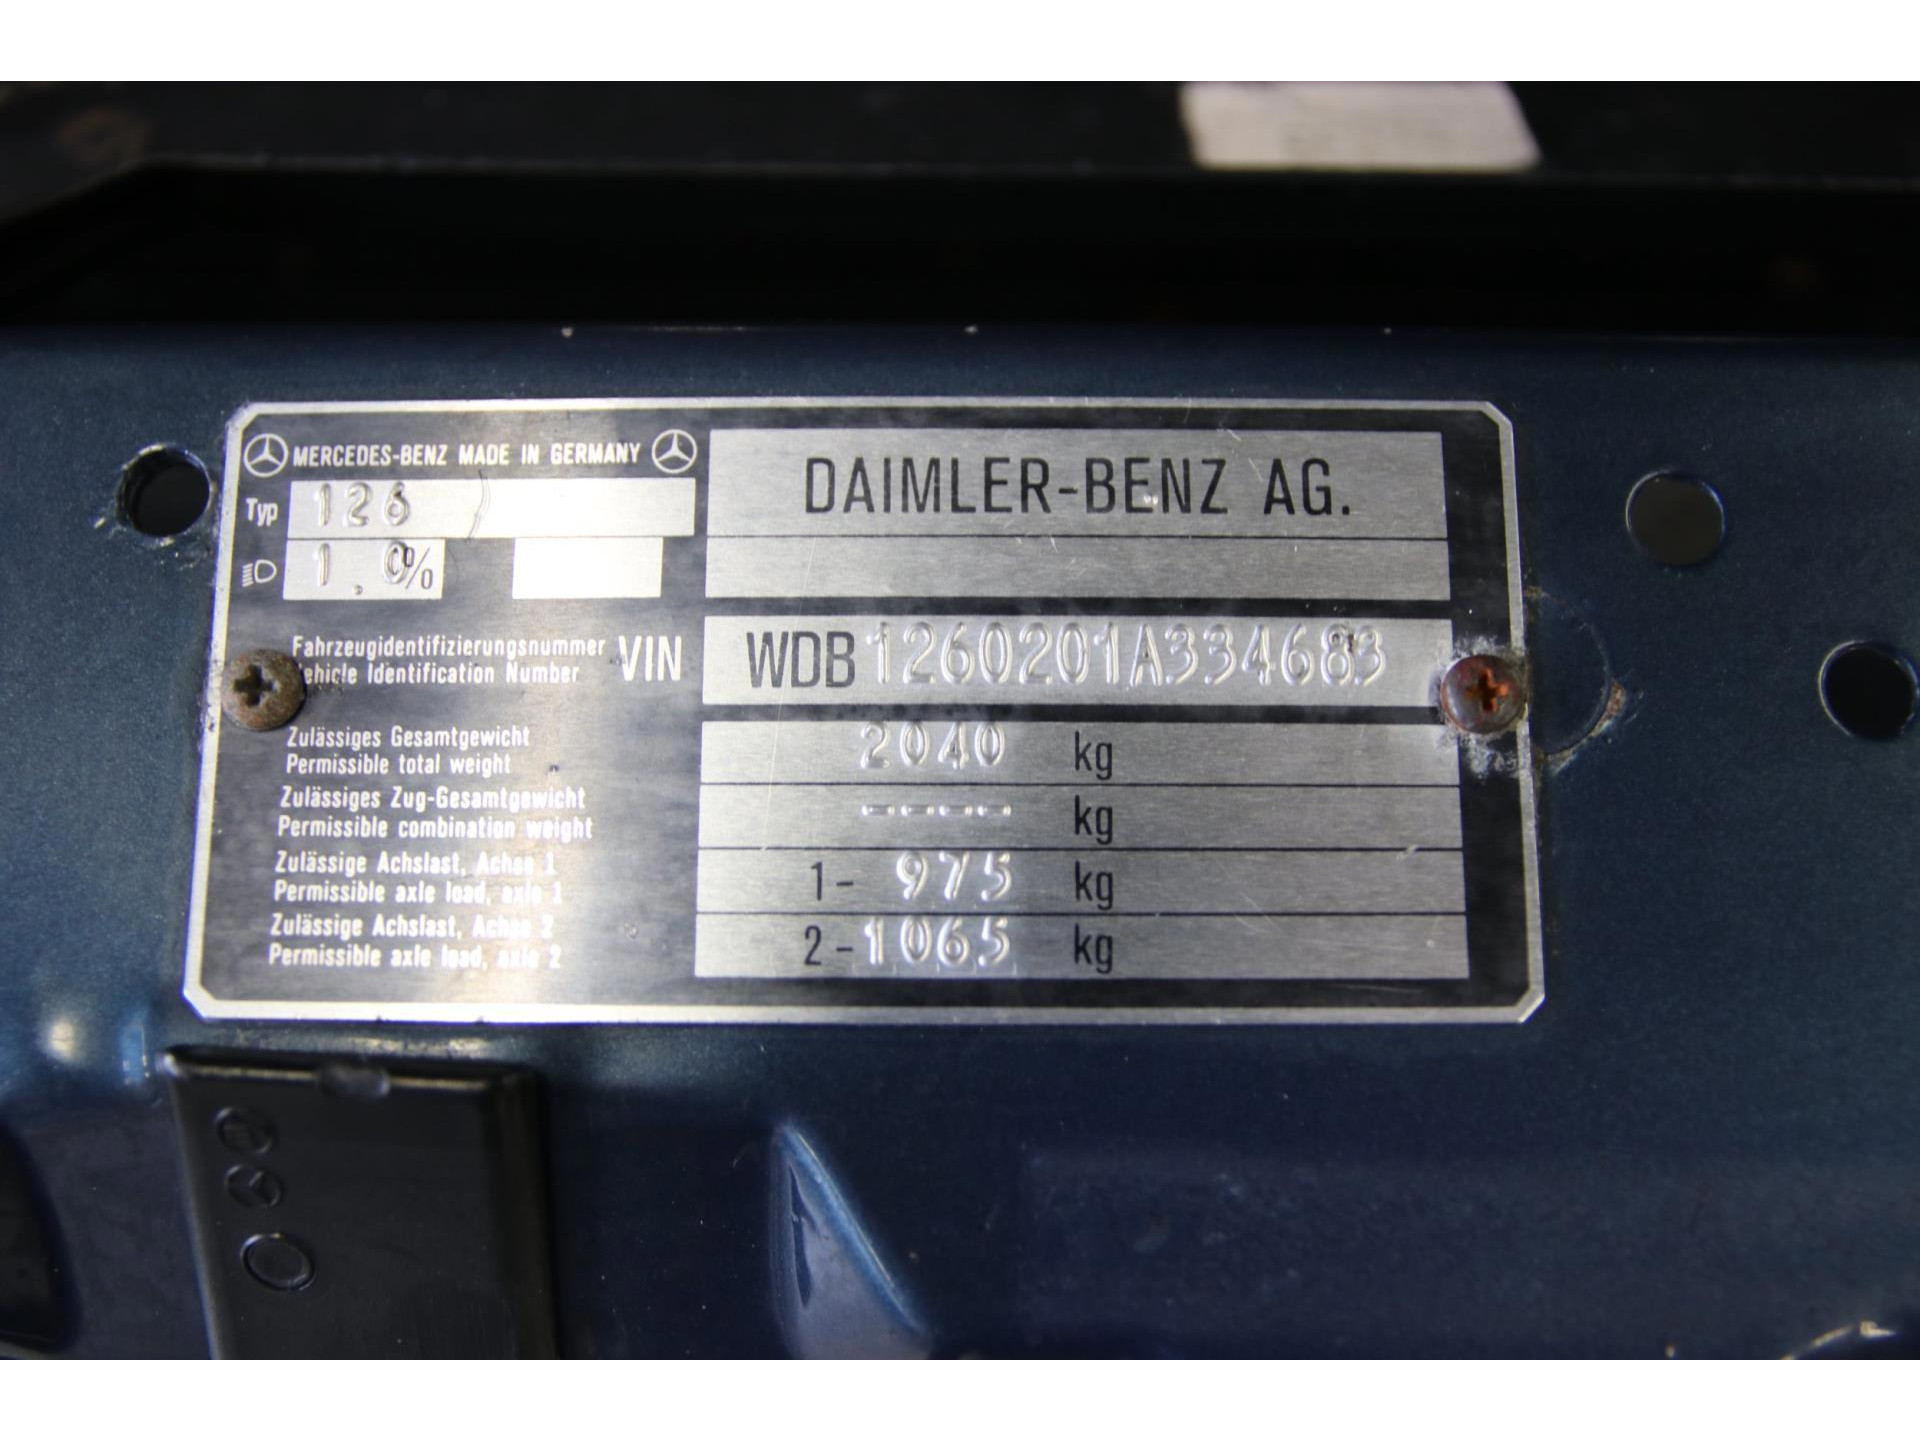 MERCEDES-BENZ MADE IN GERMANY
Typ 126
1.0%
DAIMLER-BENZ AG.
Fahrzeugidentifizierungsnummer
Vehicle Identification Number
VIN WDB1260201A334683
Zulässiges Gesamtgewicht
Permissible total weight
2040 kg
Zulässiges Zug-Gesamtgewicht
Permissible combination weight
----- kg
Zulässige Achslast, Achse 1
Permissible axle load, axle 1
1- 975 kg
Zulässige Achslast, Achse 2
Permissible axle load, axle 2
2-1065 kg